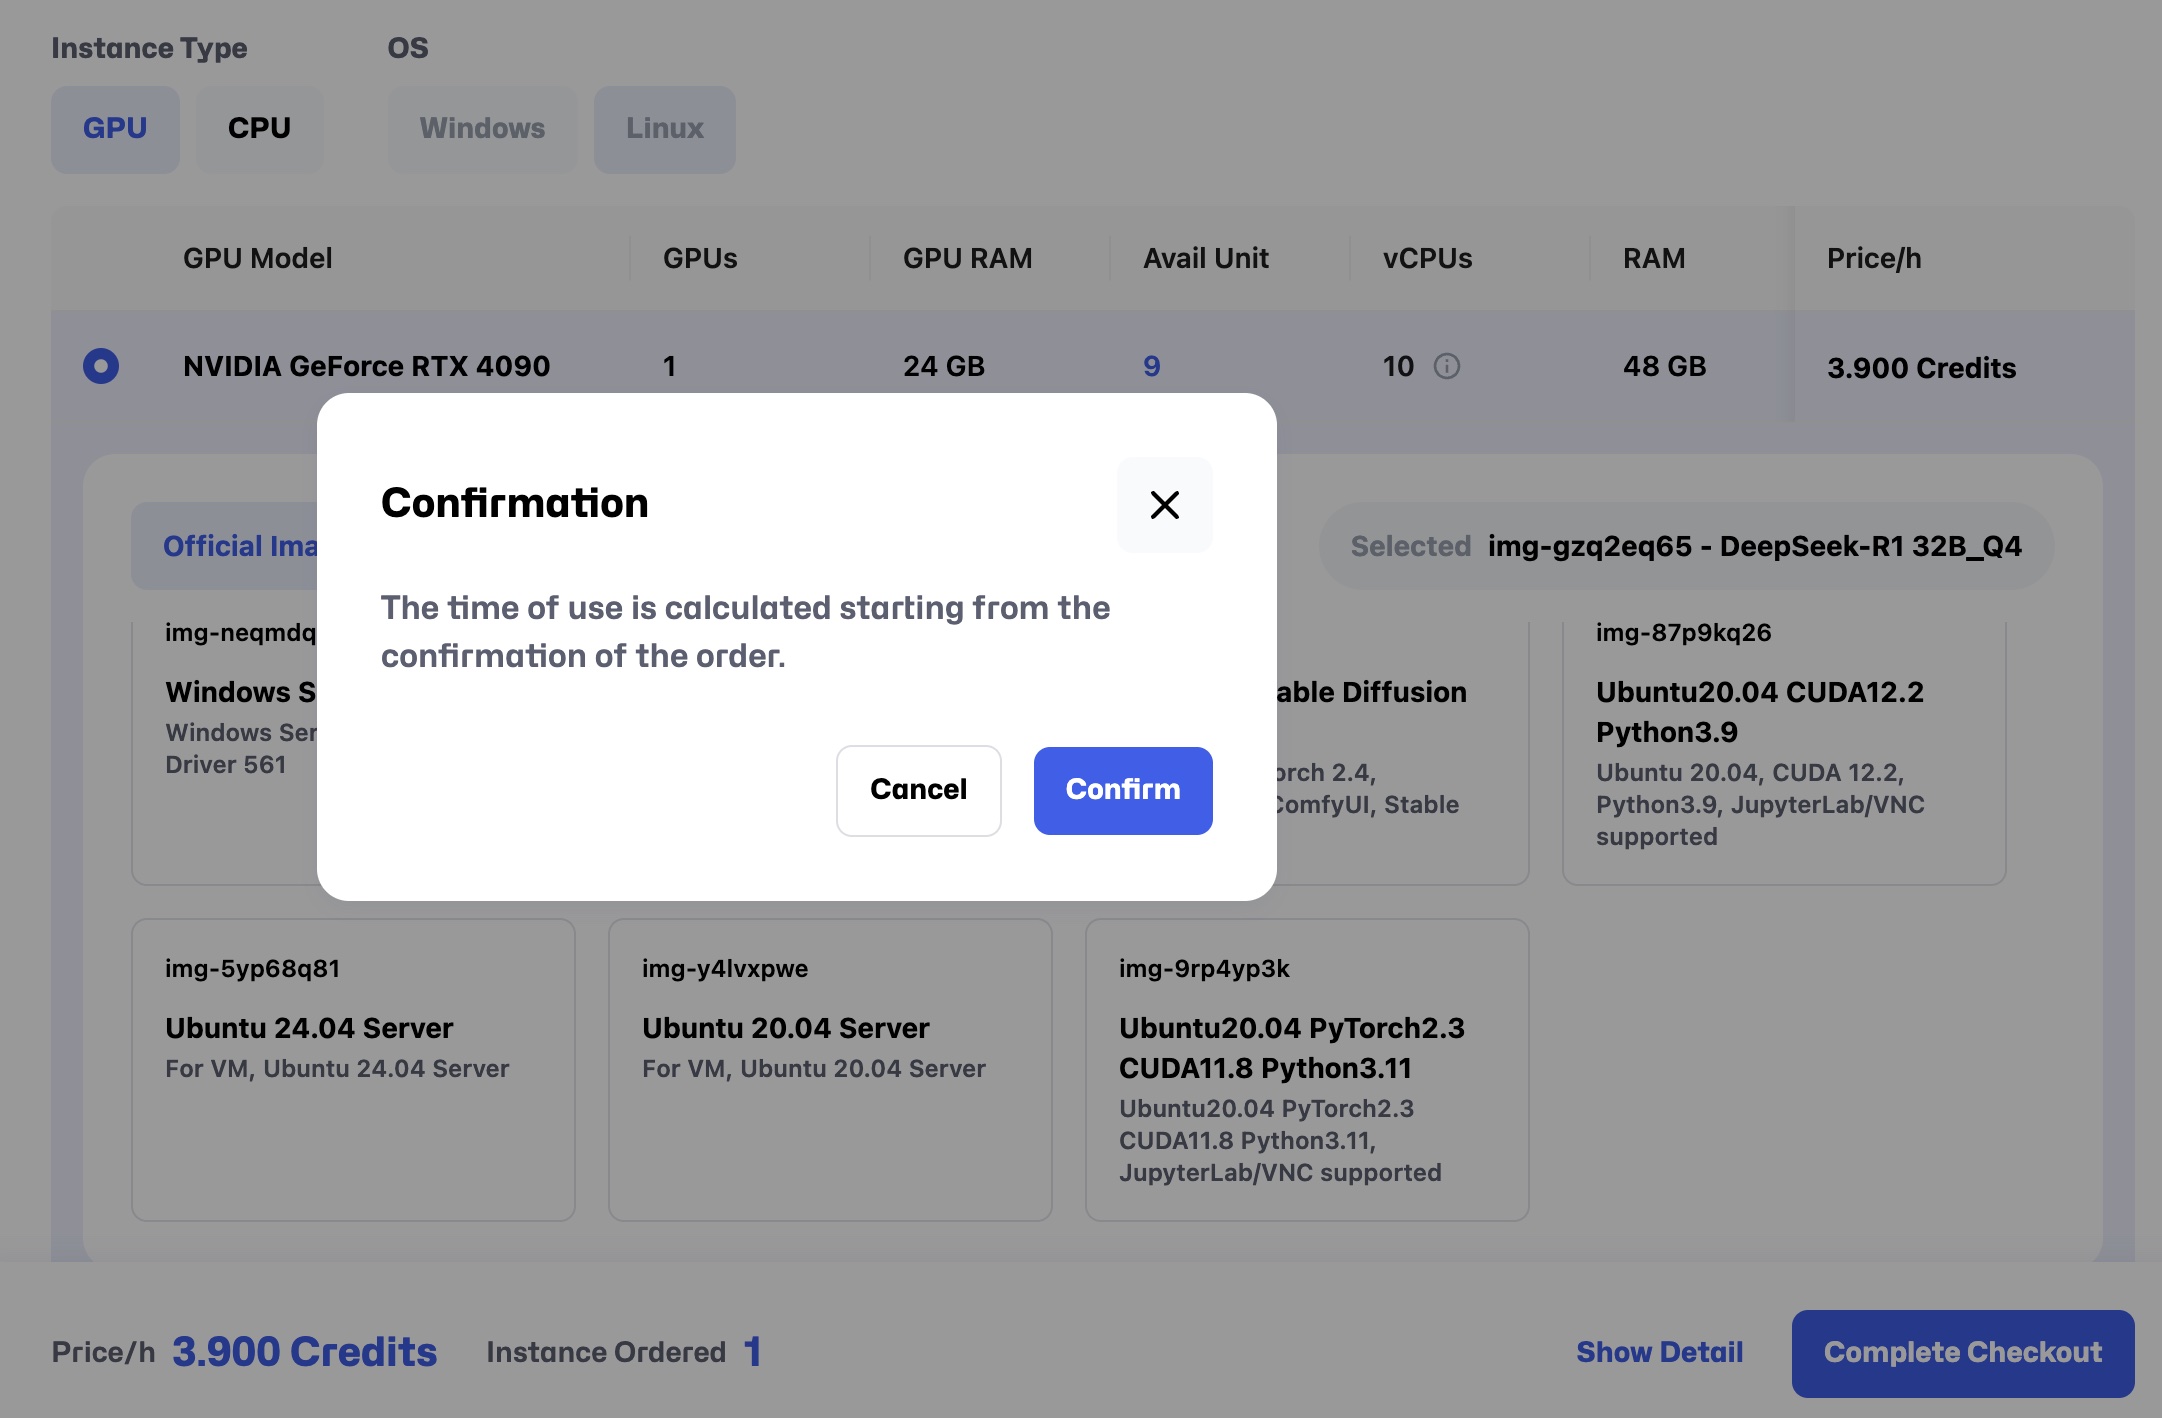 Instance Type
OS
GPU
CPU
Windows
Linux
GPU Model
GPUs
GPU RAM
Avail Unit
vCPUs
RAM
Price/h
NVIDIA GeForce RTX 4090
1
24 GB
9
10
48 GB
3.900 Credits
Official Ima
Selected img-gzq2eq65 - DeepSeek-R1 32B_Q4
Confirmation
The time of use is calculated starting from the
confirmation of the order.
Cancel
Confirm
img-neqmdq
Windows S
Windows Ser
Driver 561
able Diffusion
orch 2.4,
ComfyUI, Stable
img-87p9kq26
Ubuntu20.04 CUDA12.2
Python3.9
Ubuntu 20.04, CUDA 12.2,
Python3.9, JupyterLab/VNC
supported
img-5yp68q81
Ubuntu 24.04 Server
For VM, Ubuntu 24.04 Server
img-y4lvxpwe
Ubuntu 20.04 Server
For VM, Ubuntu 20.04 Server
img-9rp4yp3k
Ubuntu20.04 PyTorch2.3
CUDA11.8 Python3.11
Ubuntu20.04 PyTorch2.3
CUDA11.8 Python3.11,
JupyterLab/VNC supported
Price/h 3.900 Credits
Instance Ordered 1
Show Detail
Complete Checkout